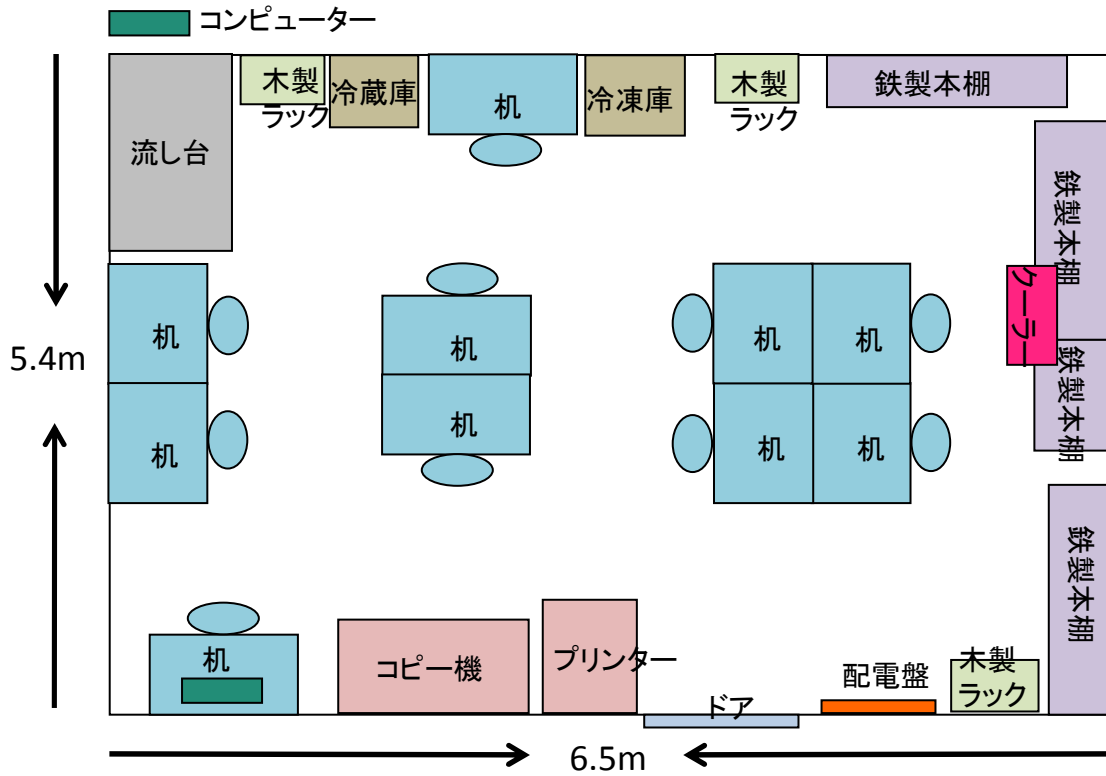 コンピューター
木製
ラック
冷蔵庫
机
冷凍庫
木製
ラック
鉄製本棚
流し台
鉄製本棚
クーラー
机
机
机
机
5.4m
鉄製本棚
机
机
机
机
鉄製本棚
机
コピー機
プリンター
配電盤
木製
ラック
ドア
6.5m